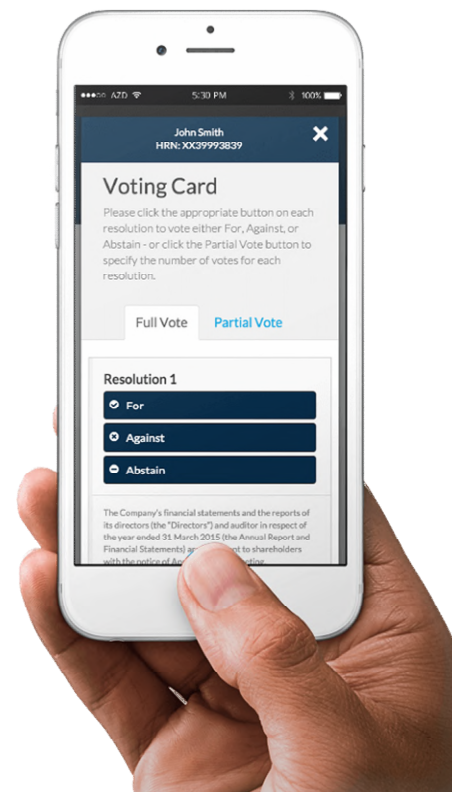 AZD 5:30 PM 100%
John Smith
HRN: XX39993839
Voting Card
Please click the appropriate button on each
resolution to vote either For, Against, or
Abstain - or click the Partial Vote button to
specify the number of votes for each
resolution.
Full Vote Partial Vote
Resolution 1
For
Against
Abstain
The Company's financial statements and the reports of
its directors (the "Directors") and auditor in respect of
the year ended 31 March 2015 (the Annual Report and
Financial Statements) to shareholders
with the notice of